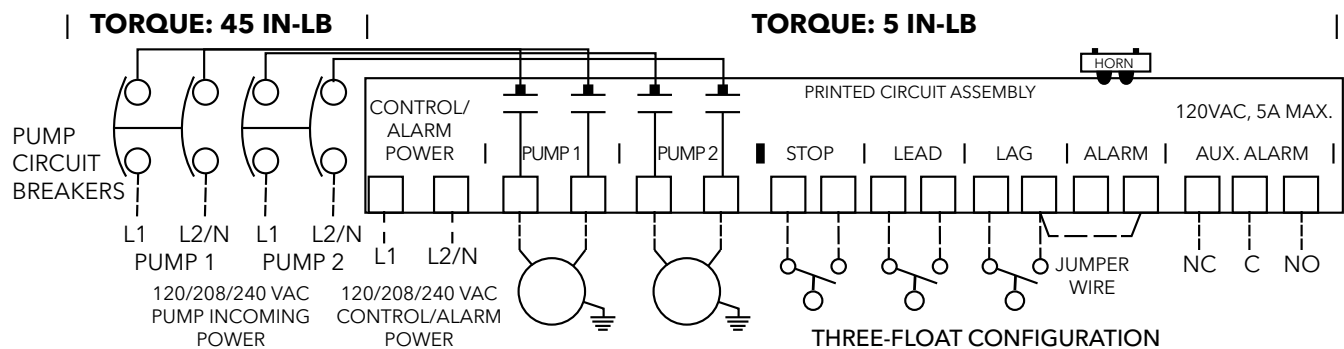 TORQUE: 45 IN-LB
TORQUE: 5 IN-LB
HORN
PRINTED CIRCUIT ASSEMBLY
120VAC, 5A MAX.
CONTROL/
ALARM
POWER
PUMP 1
PUMP 2
STOP
LEAD
LAG
ALARM
AUX. ALARM
PUMP
CIRCUIT
BREAKERS
L1
L2/N
L1
L2/N
PUMP 1
PUMP 2
L1
L2/N
120/208/240 VAC
PUMP INCOMING
POWER
120/208/240 VAC
CONTROL/ALARM
POWER
JUMPER
WIRE
NC
C
NO
THREE-FLOAT CONFIGURATION